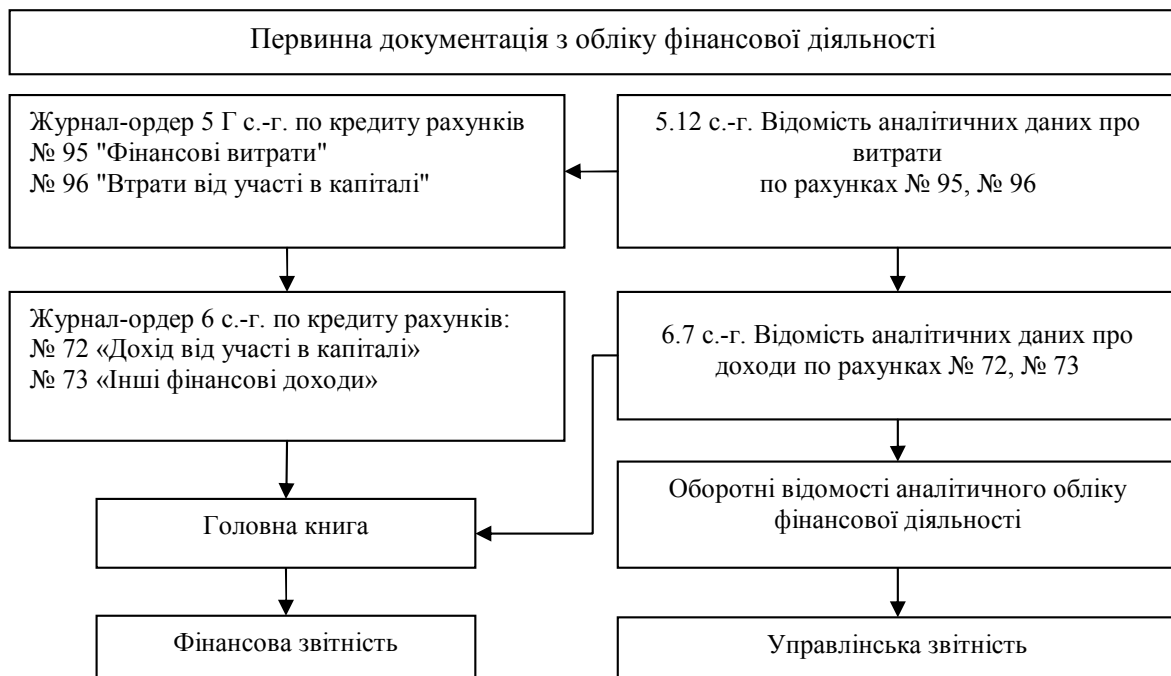 Первинна документація з обліку фінансової діяльності
Журнал-ордер 5 Г с.-г. по кредиту рахунків
№ 95 "Фінансові витрати"
№ 96 "Втрати від участі в капіталі"
5.12 с.-г. Відомість аналітичних даних про
витрати
по рахунках № 95, № 96
Журнал-ордер 6 с.-г. по кредиту рахунків:
№ 72 «Дохід від участі в капіталі»
№ 73 «Інші фінансові доходи»
6.7 с.-г. Відомість аналітичних даних про
доходи по рахунках № 72, № 73
Головна книга
Оборотні відомості аналітичного обліку
фінансової діяльності
Фінансова звітність
Управлінська звітність